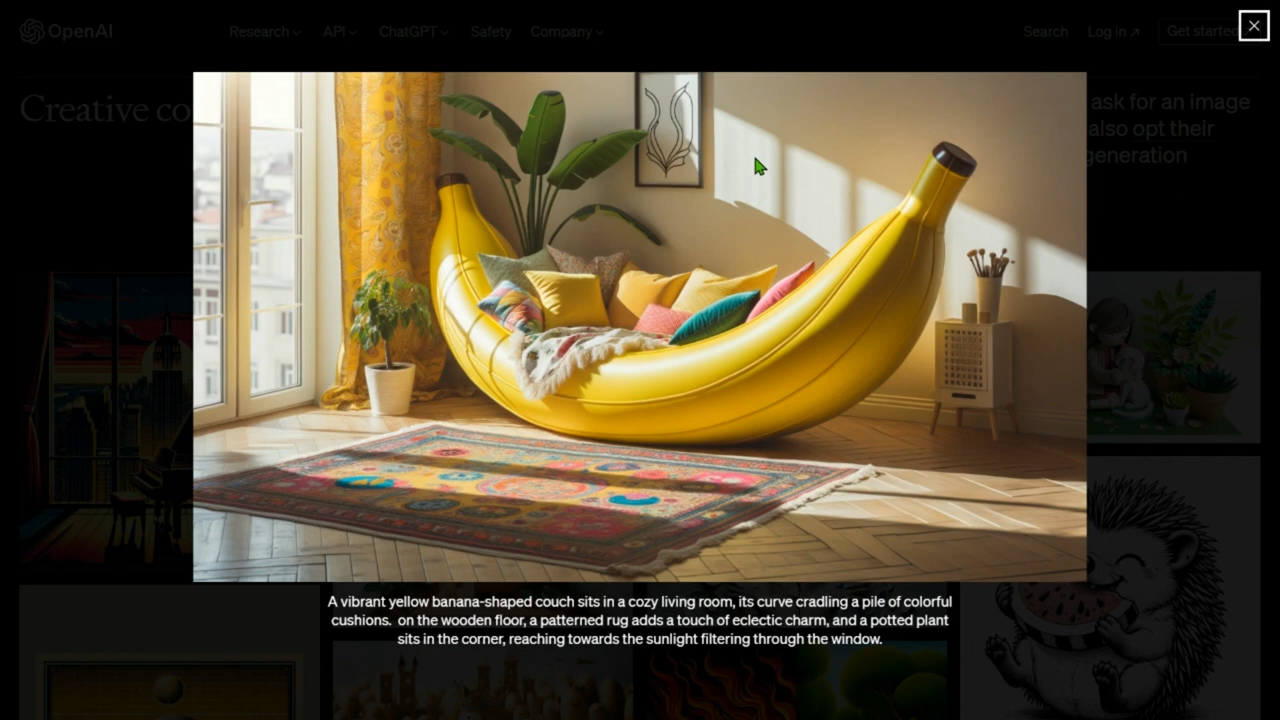 OpenAI
Research
API
ChatGPT
Safety
Company
Search
Log in ↗
Get started
Creative co
ask for an image
also opt their
generation
A vibrant yellow banana-shaped couch sits in a cozy living room, its curve cradling a pile of colorful
cushions. on the wooden floor, a patterned rug adds a touch of eclectic charm, and a potted plant
sits in the corner, reaching towards the sunlight filtering through the window.